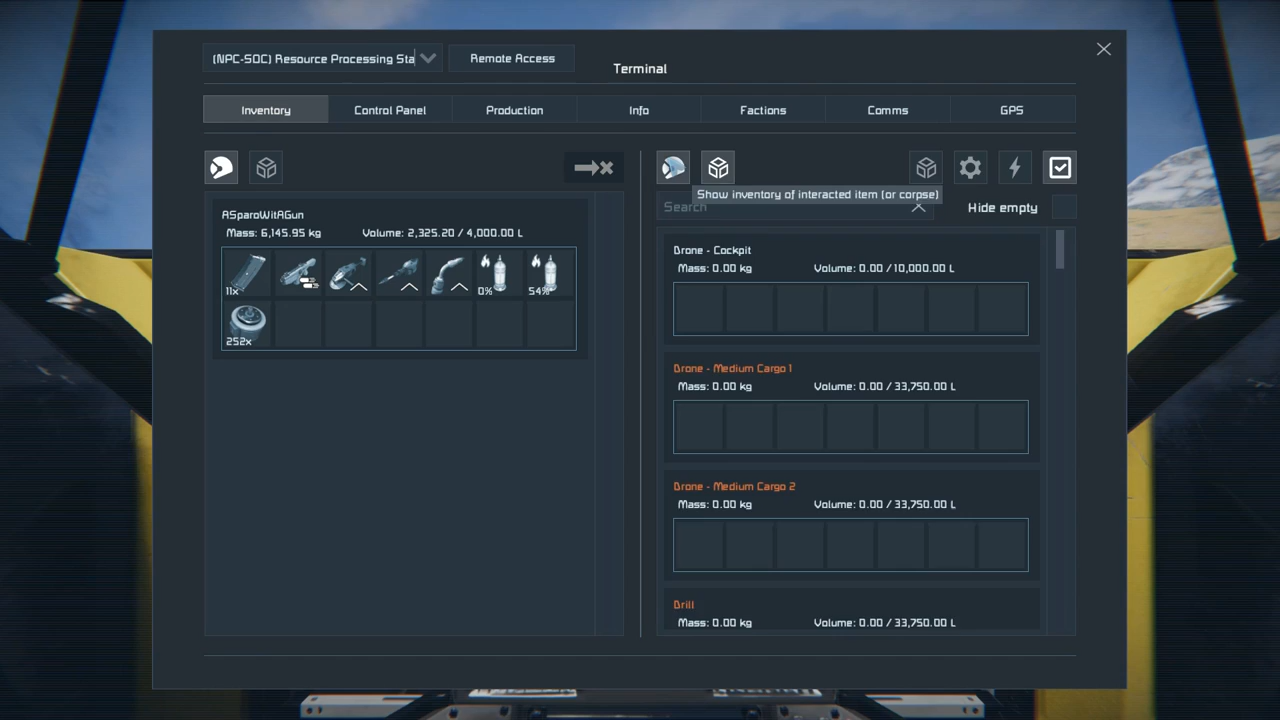 (NPC-SOC) Resource Processing Sta
Remote Access
Terminal
Inventory
Control Panel
Production
Info
Factions
Comms
GPS
Show inventory of interacted item (or corpse)
Search
Hide empty
ASparoWitAGun
Mass: 6,145.95 kg
Volume: 2,325.20 / 4,000.00 L
11x
0%
54%
252x
Drone - Cockpit
Mass: 0.00 kg
Volume: 0.00 / 10,000.00 L
Drone - Medium Cargo 1
Mass: 0.00 kg
Volume: 0.00 / 33,750.00 L
Drone - Medium Cargo 2
Mass: 0.00 kg
Volume: 0.00 / 33,750.00 L
Drill
Mass: 0.00 kg
Volume: 0.00 / 33,750.00 L